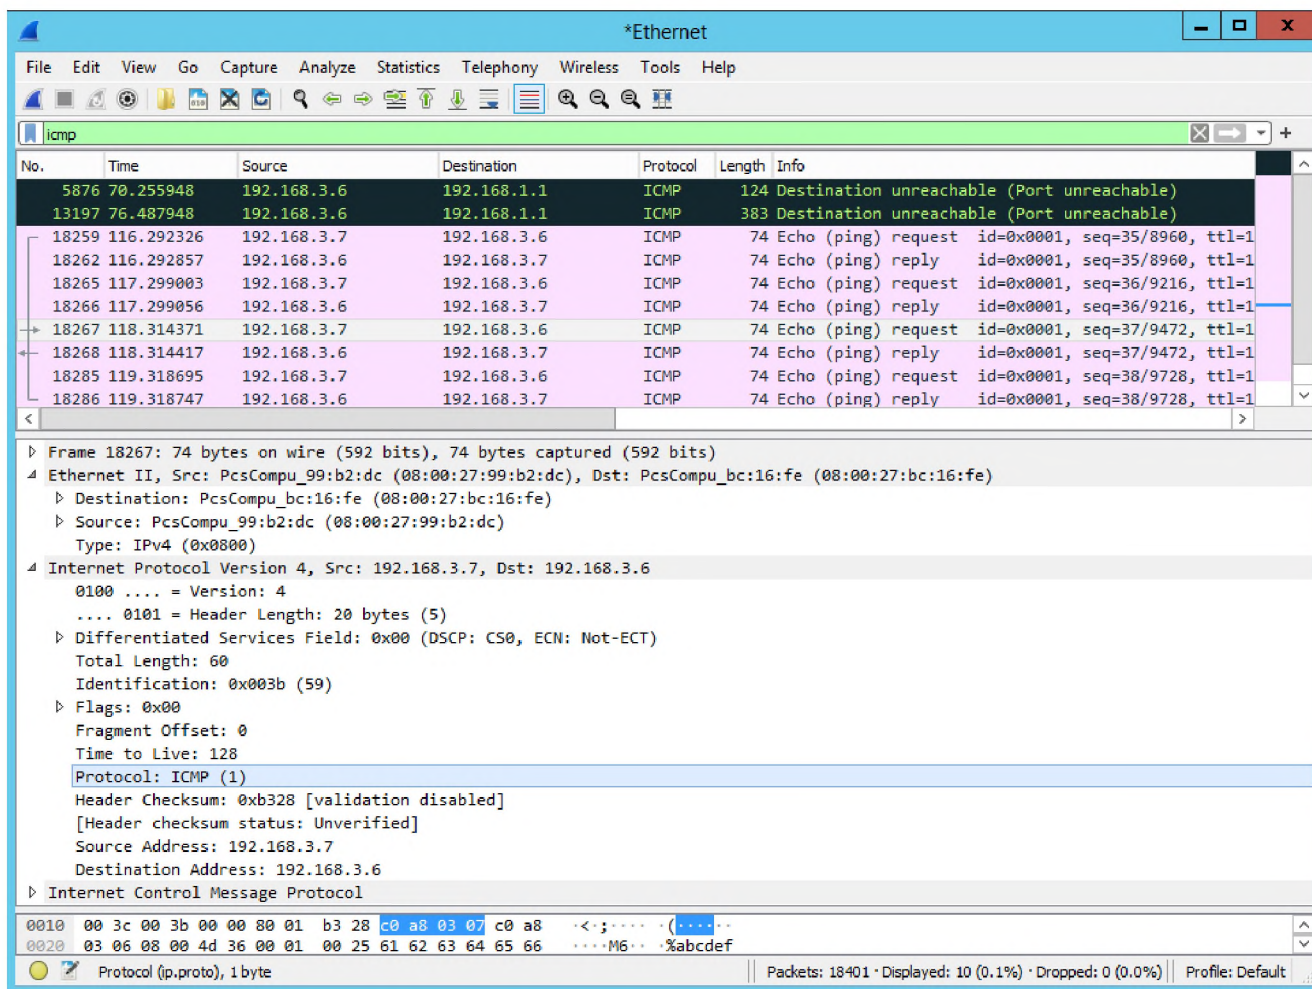 *Ethernet
File Edit View Go Capture Analyze Statistics Telephony Wireless Tools Help
icmp
No. Time Source Destination Protocol Length Info
5876 70.255948 192.168.3.6 192.168.1.1 ICMP 124 Destination unreachable (Port unreachable)
13197 76.487948 192.168.3.6 192.168.1.1 ICMP 383 Destination unreachable (Port unreachable)
18259 116.292326 192.168.3.7 192.168.3.6 ICMP 74 Echo (ping) request id=0x0001, seq=35/8960, ttl=1
18262 116.292857 192.168.3.6 192.168.3.7 ICMP 74 Echo (ping) reply id=0x0001, seq=35/8960, ttl=1
18265 117.299003 192.168.3.7 192.168.3.6 ICMP 74 Echo (ping) request id=0x0001, seq=36/9216, ttl=1
18266 117.299056 192.168.3.6 192.168.3.7 ICMP 74 Echo (ping) reply id=0x0001, seq=36/9216, ttl=1
18267 118.314371 192.168.3.7 192.168.3.6 ICMP 74 Echo (ping) request id=0x0001, seq=37/9472, ttl=1
18268 118.314417 192.168.3.6 192.168.3.7 ICMP 74 Echo (ping) reply id=0x0001, seq=37/9472, ttl=1
18285 119.318695 192.168.3.7 192.168.3.6 ICMP 74 Echo (ping) request id=0x0001, seq=38/9728, ttl=1
18286 119.318747 192.168.3.6 192.168.3.7 ICMP 74 Echo (ping) reply id=0x0001, seq=38/9728, ttl=1
Frame 18267: 74 bytes on wire (592 bits), 74 bytes captured (592 bits)
Ethernet II, Src: PcsCompu_99:b2:dc (08:00:27:99:b2:dc), Dst: PcsCompu_bc:16:fe (08:00:27:bc:16:fe)
Destination: PcsCompu_bc:16:fe (08:00:27:bc:16:fe)
Source: PcsCompu_99:b2:dc (08:00:27:99:b2:dc)
Type: IPv4 (0x0800)
Internet Protocol Version 4, Src: 192.168.3.7, Dst: 192.168.3.6
0100 .... = Version: 4
.... 0101 = Header Length: 20 bytes (5)
Differentiated Services Field: 0x00 (DSCP: CS0, ECN: Not-ECT)
Total Length: 60
Identification: 0x003b (59)
Flags: 0x00
Fragment Offset: 0
Time to Live: 128
Protocol: ICMP (1)
Header Checksum: 0xb328 [validation disabled]
[Header checksum status: Unverified]
Source Address: 192.168.3.7
Destination Address: 192.168.3.6
Internet Control Message Protocol
0010 00 3c 00 3b 00 00 80 01 b3 28 c0 a8 03 07 c0 a8 ·<·;···· ·(······
0020 03 06 08 00 4d 36 00 01 00 25 61 62 63 64 65 66 ····M6·· ·%abcdef
Protocol (ip.proto), 1 byte Packets: 18401 · Displayed: 10 (0.1%) · Dropped: 0 (0.0%) Profile: Default